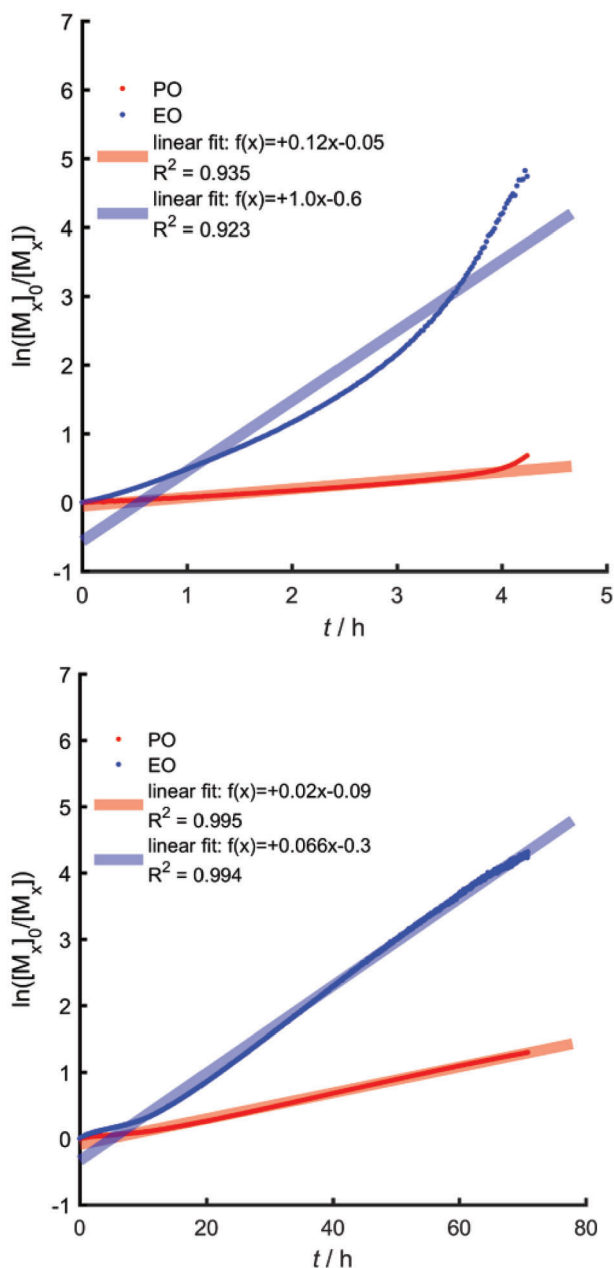 7
6
5
4
3
2
1
0
-1
ln([Mx]0/[Mx])
PO
EO
linear fit: f(x)=+0.12x-0.05
R2 = 0.935
linear fit: f(x)=+1.0x-0.6
R2 = 0.923
0 1 2 3 4 5
t / h
7
6
5
4
3
2
1
0
-1
ln([Mx]0/[Mx])
PO
EO
linear fit: f(x)=+0.02x-0.09
R2 = 0.995
linear fit: f(x)=+0.066x-0.3
R2 = 0.994
0 20 40 60 80
t / h